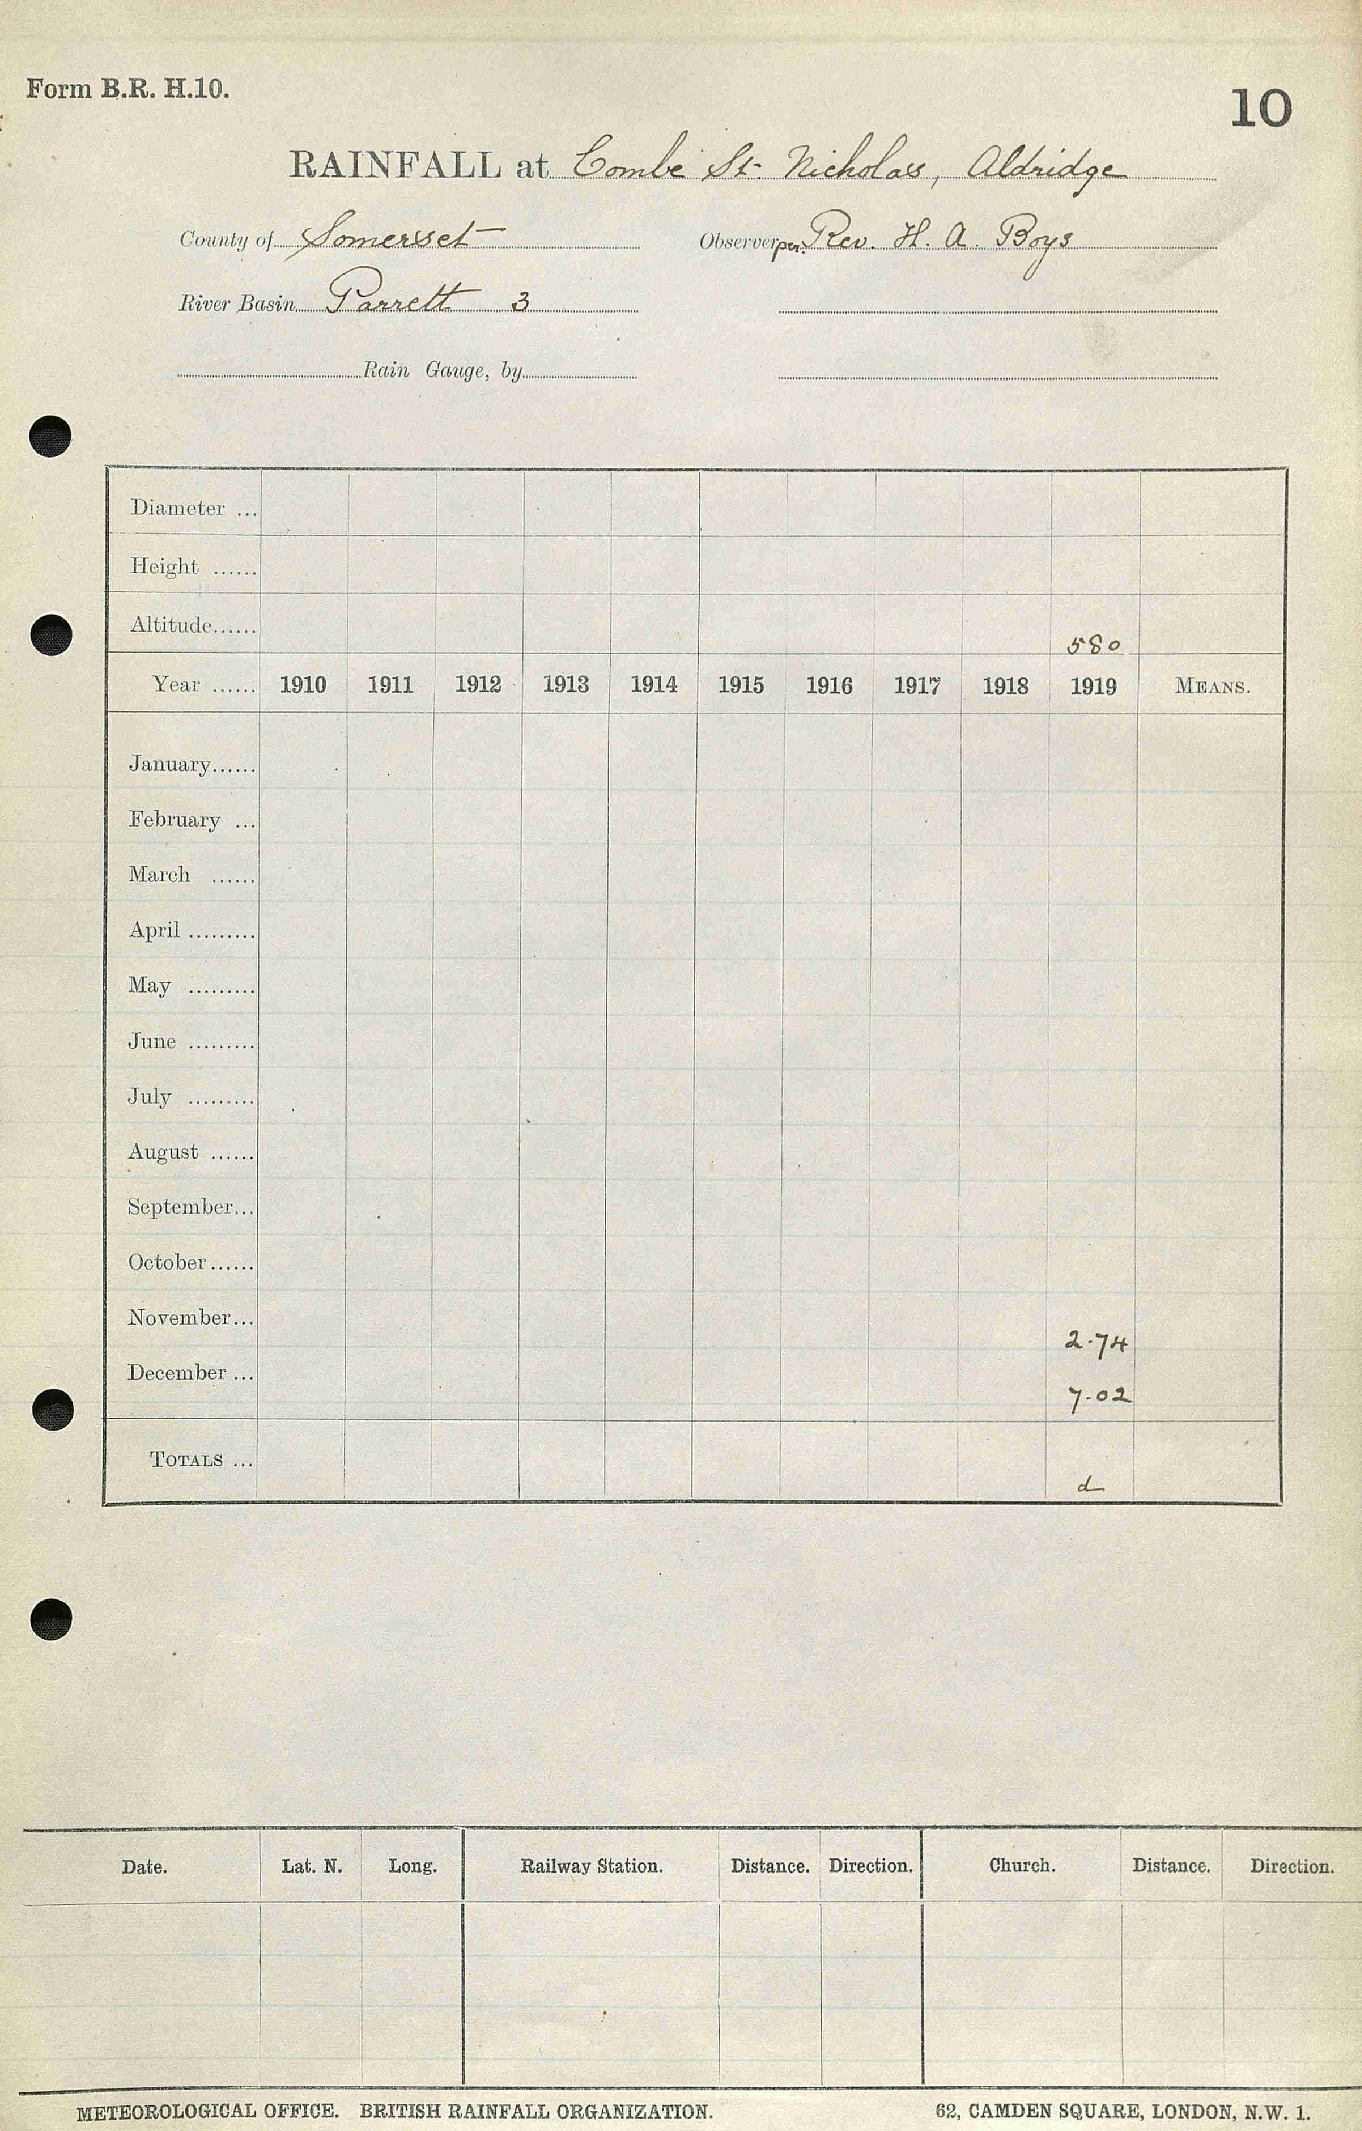 Form B.R. H.10.
10
RAINFALL at Combe St. Nicholas, Aldridge
County of Somerset Observer per. Rev. H. A. Boys
River Basin Parrett 3
Rain Gauge, by
Diameter ...
Height ......
Altitude...... 580
Year ...... 1910 1911 1912 1913 1914 1915 1916 1917 1918 1919 MEANS.
January......
February ...
March ......
April .........
May .........
June .........
July .........
August ......
September...
October......
November... 2.74
December ... 7.02
TOTALS ... d
Date. Lat. N. Long. Railway Station. Distance. Direction. Church. Distance. Direction.
METEOROLOGICAL OFFICE. BRITISH RAINFALL ORGANIZATION. 62, CAMDEN SQUARE, LONDON, N.W. 1.